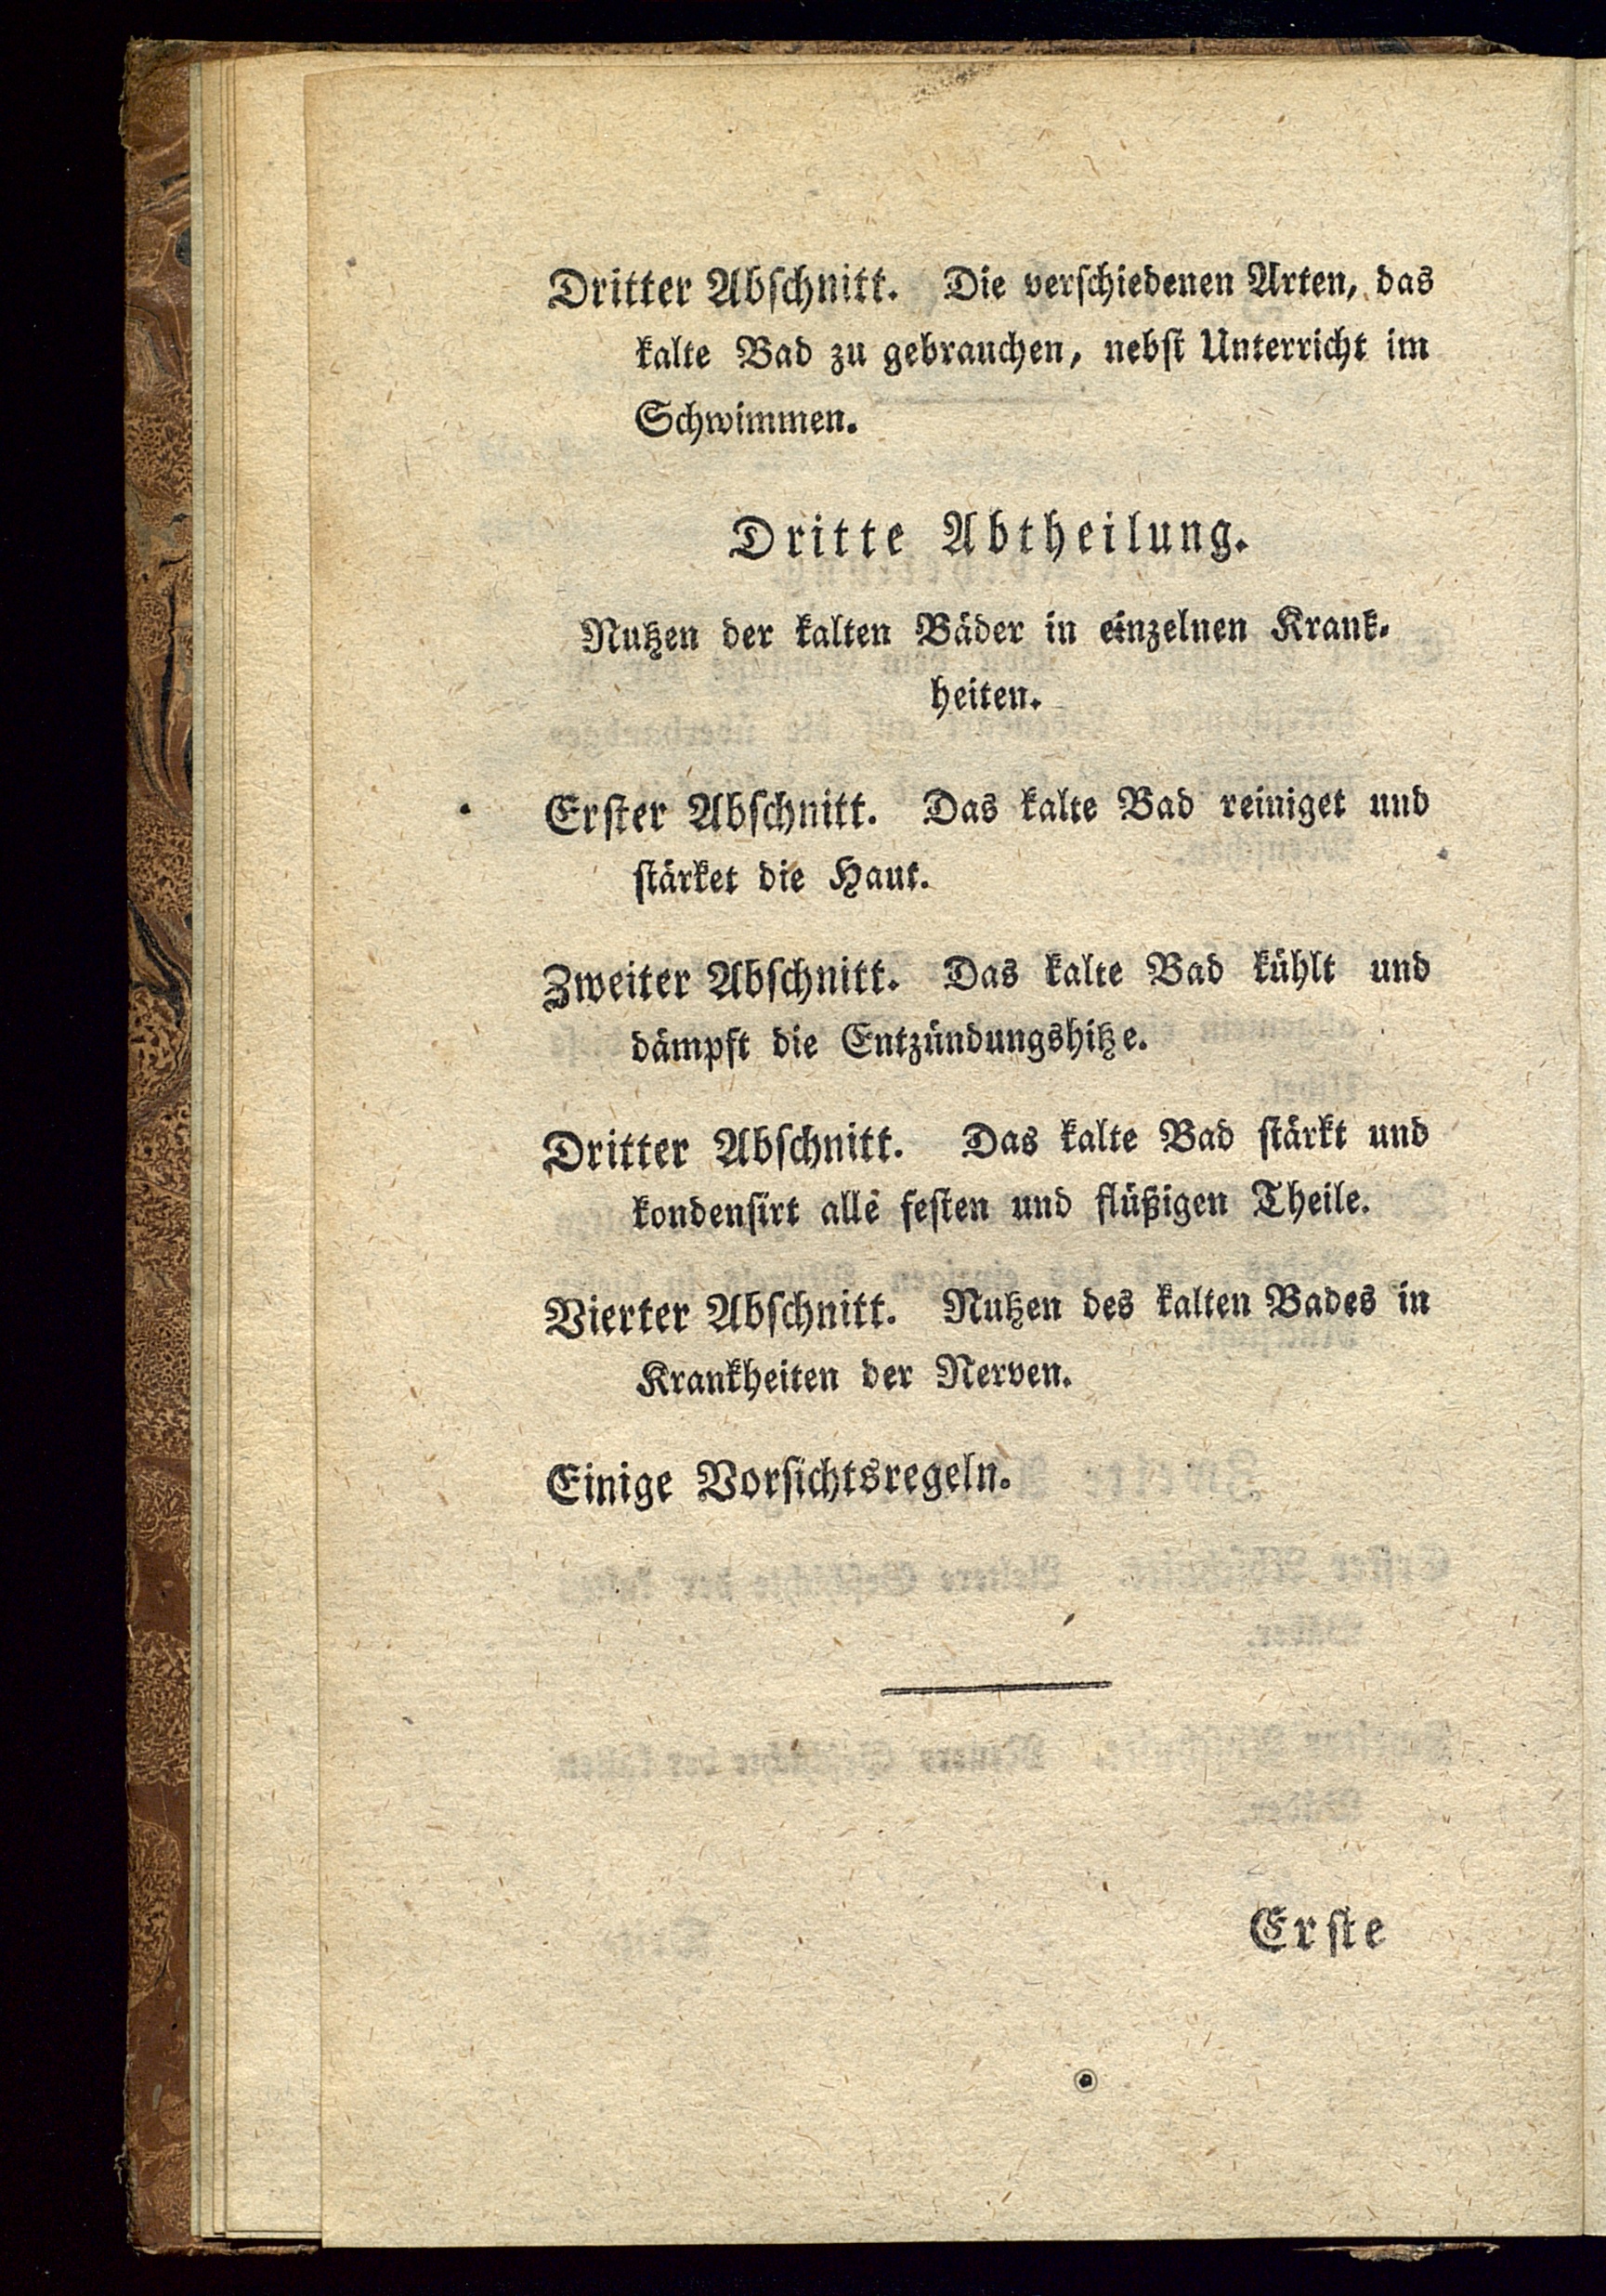 Dritter Abschnitt. Die verschiedenen Arten, das
kalte Bad zu gebrauchen, nebst Unterricht im
Schwimmen.
Dritte Abtheilung.
Nutzen der kalten Bäder in einzelnen Krank-
heiten.
Erster Abschnitt. Das kalte Bad reiniget und
stärket die Haut.
Zweiter Abschnitt. Das kalte Bad kühlt und
dämpft die Entzündungshitze.
Dritter Abschnitt. Das kalte Bad stärkt und
kondensirt alle festen und flüßigen Theile.
Vierter Abschnitt. Nutzen des kalten Bades in
Krankheiten der Nerven.
Einige Vorsichtsregeln.
Erste